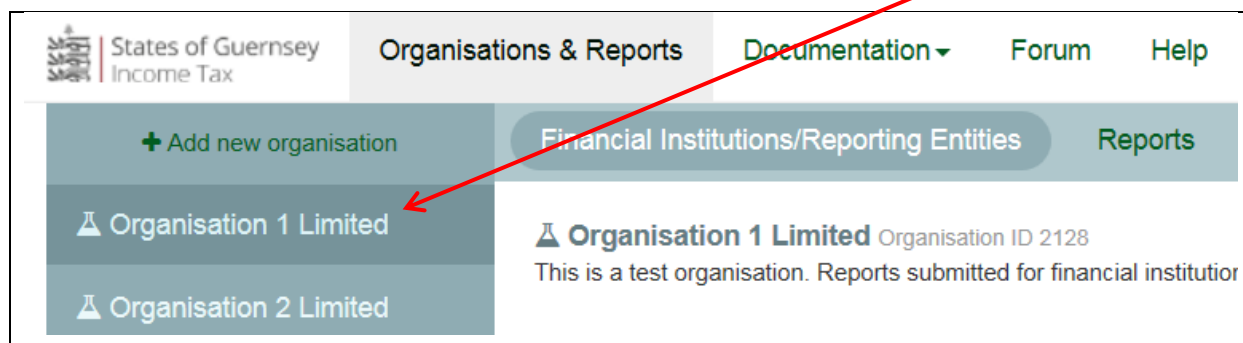 States of Guernsey
Income Tax
Organisations & Reports Documentation Forum Help
+ Add new organisation
Financial Institutions/Reporting Entities Reports
Organisation 1 Limited
Organisation 1 Limited Organisation ID 2128
This is a test organisation. Reports submitted for financial institution
Organisation 2 Limited